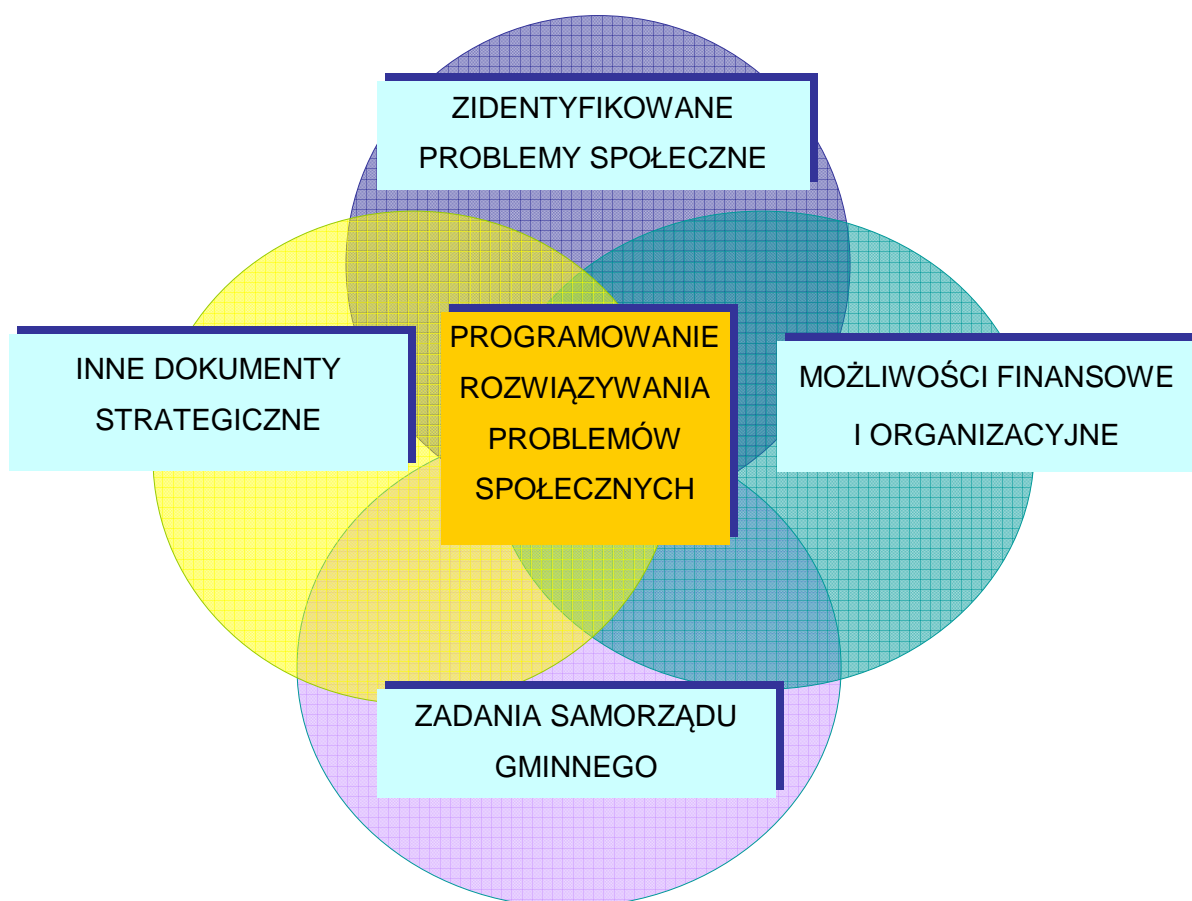 ZIDENTYFIKOWANE
PROBLEMY SPOŁECZNE
INNE DOKUMENTY
STRATEGICZNE
PROGRAMOWANIE
ROZWIĄZYWANIA
PROBLEMÓW
SPOŁECZNYCH
MOŻLIWOŚCI FINANSOWE
I ORGANIZACYJNE
ZADANIA SAMORZĄDU
GMINNEGO